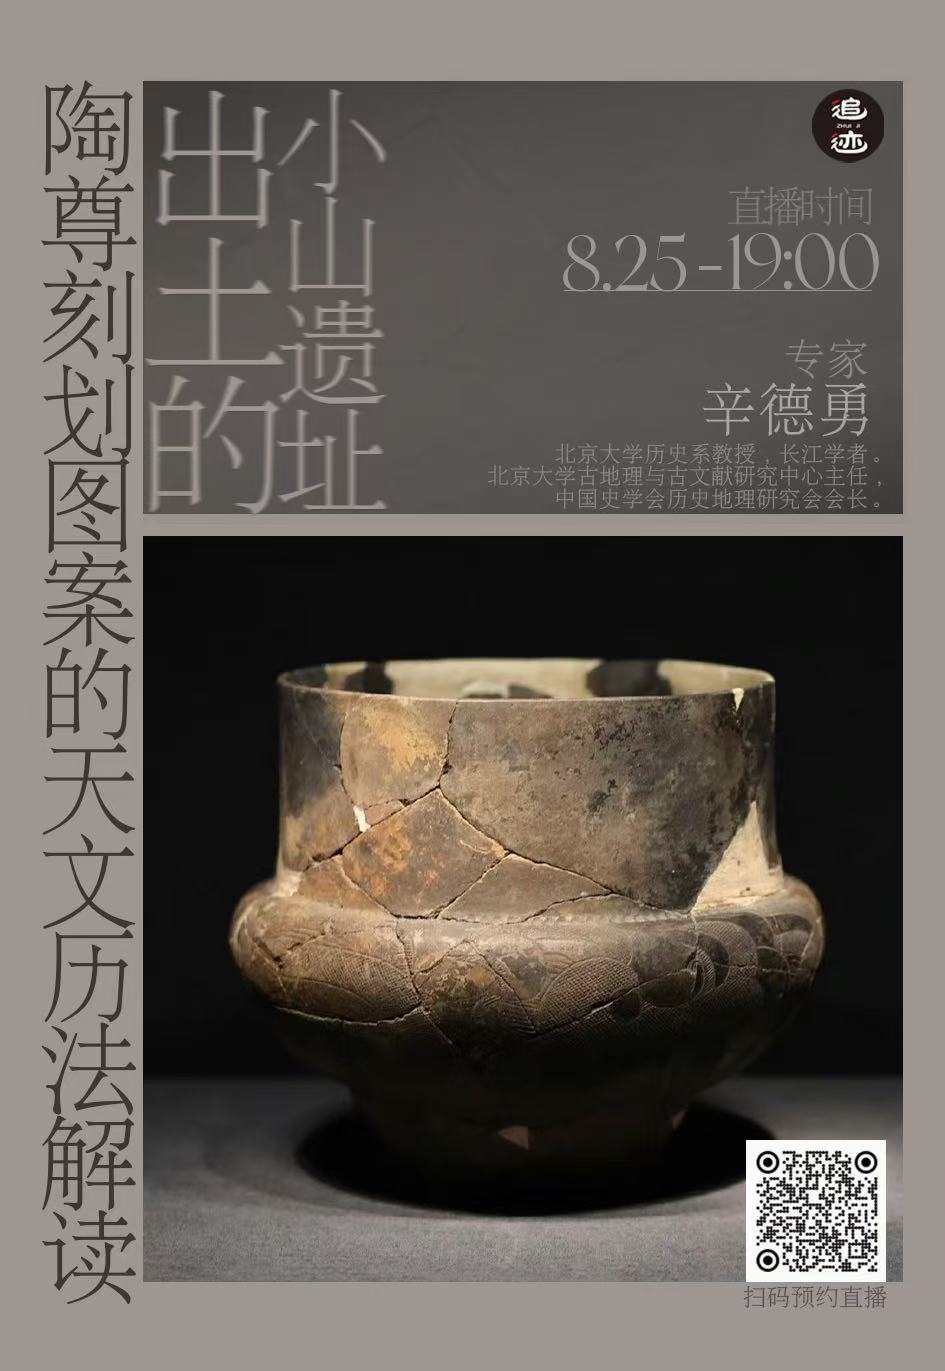 小山遗址
出土的
陶尊刻划图案的天文历法解读
追迹
ZHUI JI
直播时间
8.25-19:00
专家
辛德勇
北京大学历史系教授，长江学者。
北京大学古地理与古文献研究中心主任，
中国史学会历史地理研究会会长。
扫码预约直播